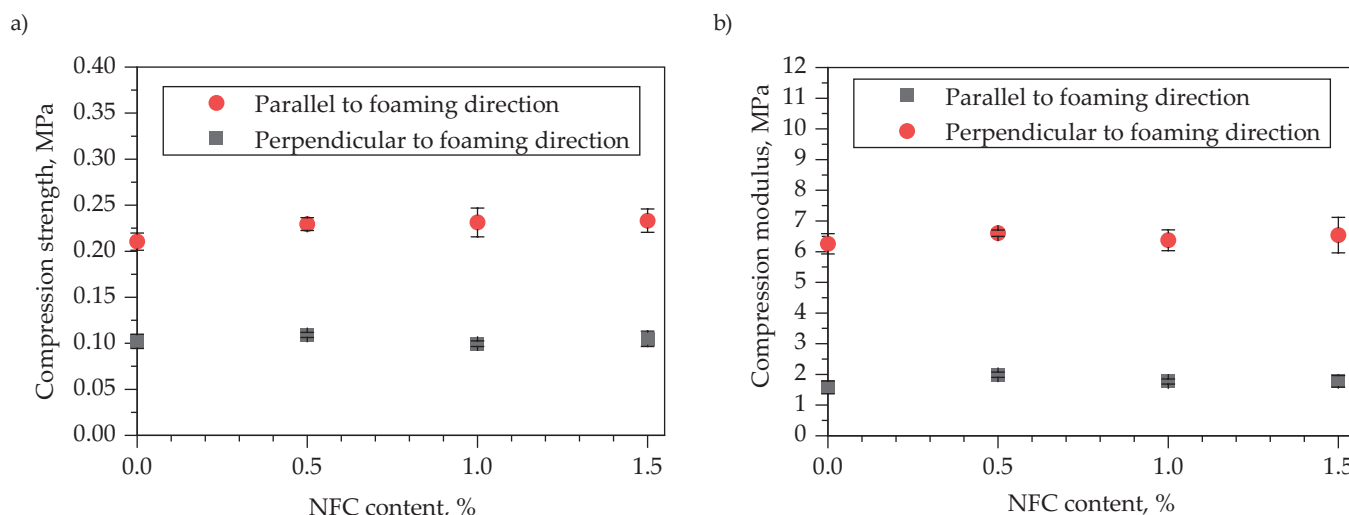 a)
0.40
0.35
0.30
0.25
0.20
0.15
0.10
0.05
0.00
Compression strength, MPa
Parallel to foaming direction
Perpendicular to foaming direction
0.0 0.5 1.0 1.5
NFC content, %
b)
12
11
10
9
8
7
6
5
4
3
2
1
0
Compression modulus, MPa
Parallel to foaming direction
Perpendicular to foaming direction
0.0 0.5 1.0 1.5
NFC content, %